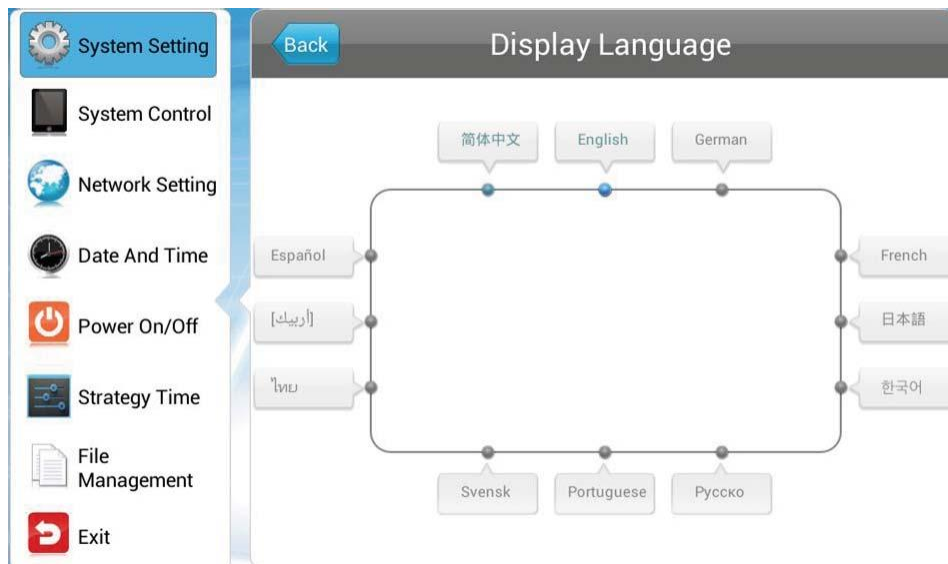 System Setting
System Control
Network Setting
Date And Time
Power On/Off
Strategy Time
File
Management
Exit
Back
Display Language
简体中文
English
German
Español
[أربيك]
ไทย
French
日本語
한국어
Svensk
Portuguese
Русско